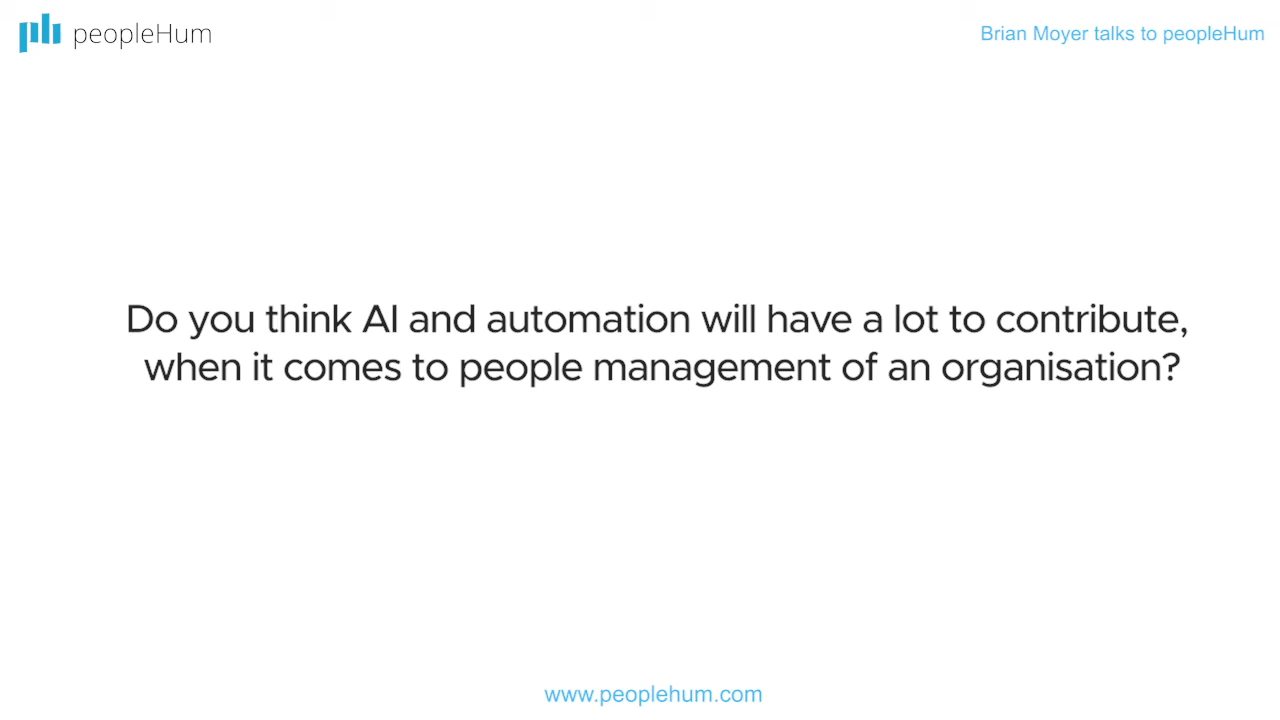 peopleHum
Brian Moyer talks to peopleHum
Do you think AI and automation will have a lot to contribute,
when it comes to people management of an organisation?
www.peoplehum.com